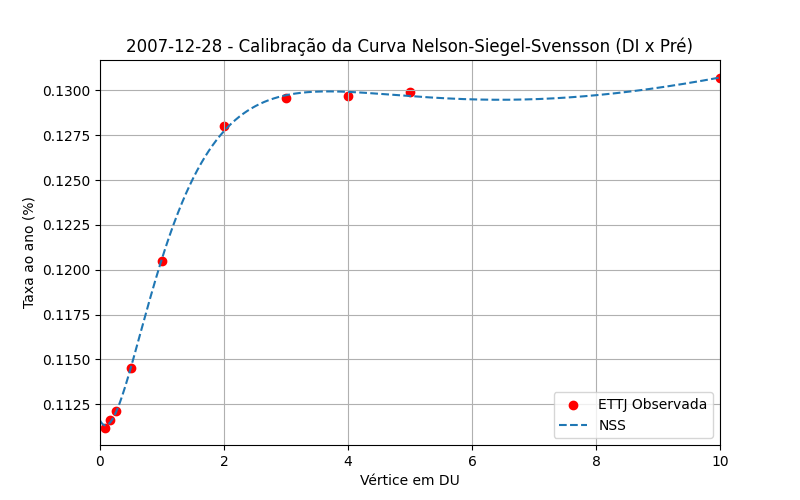 2007-12-28 - Calibração da Curva Nelson-Siegel-Svensson (DI x Pré)
Taxa ao ano (%)
0.1300
0.1275
0.1250
0.1225
0.1200
0.1175
0.1150
0.1125
ETTJ Observada
NSS
0 2 4 6 8 10
Vértice em DU